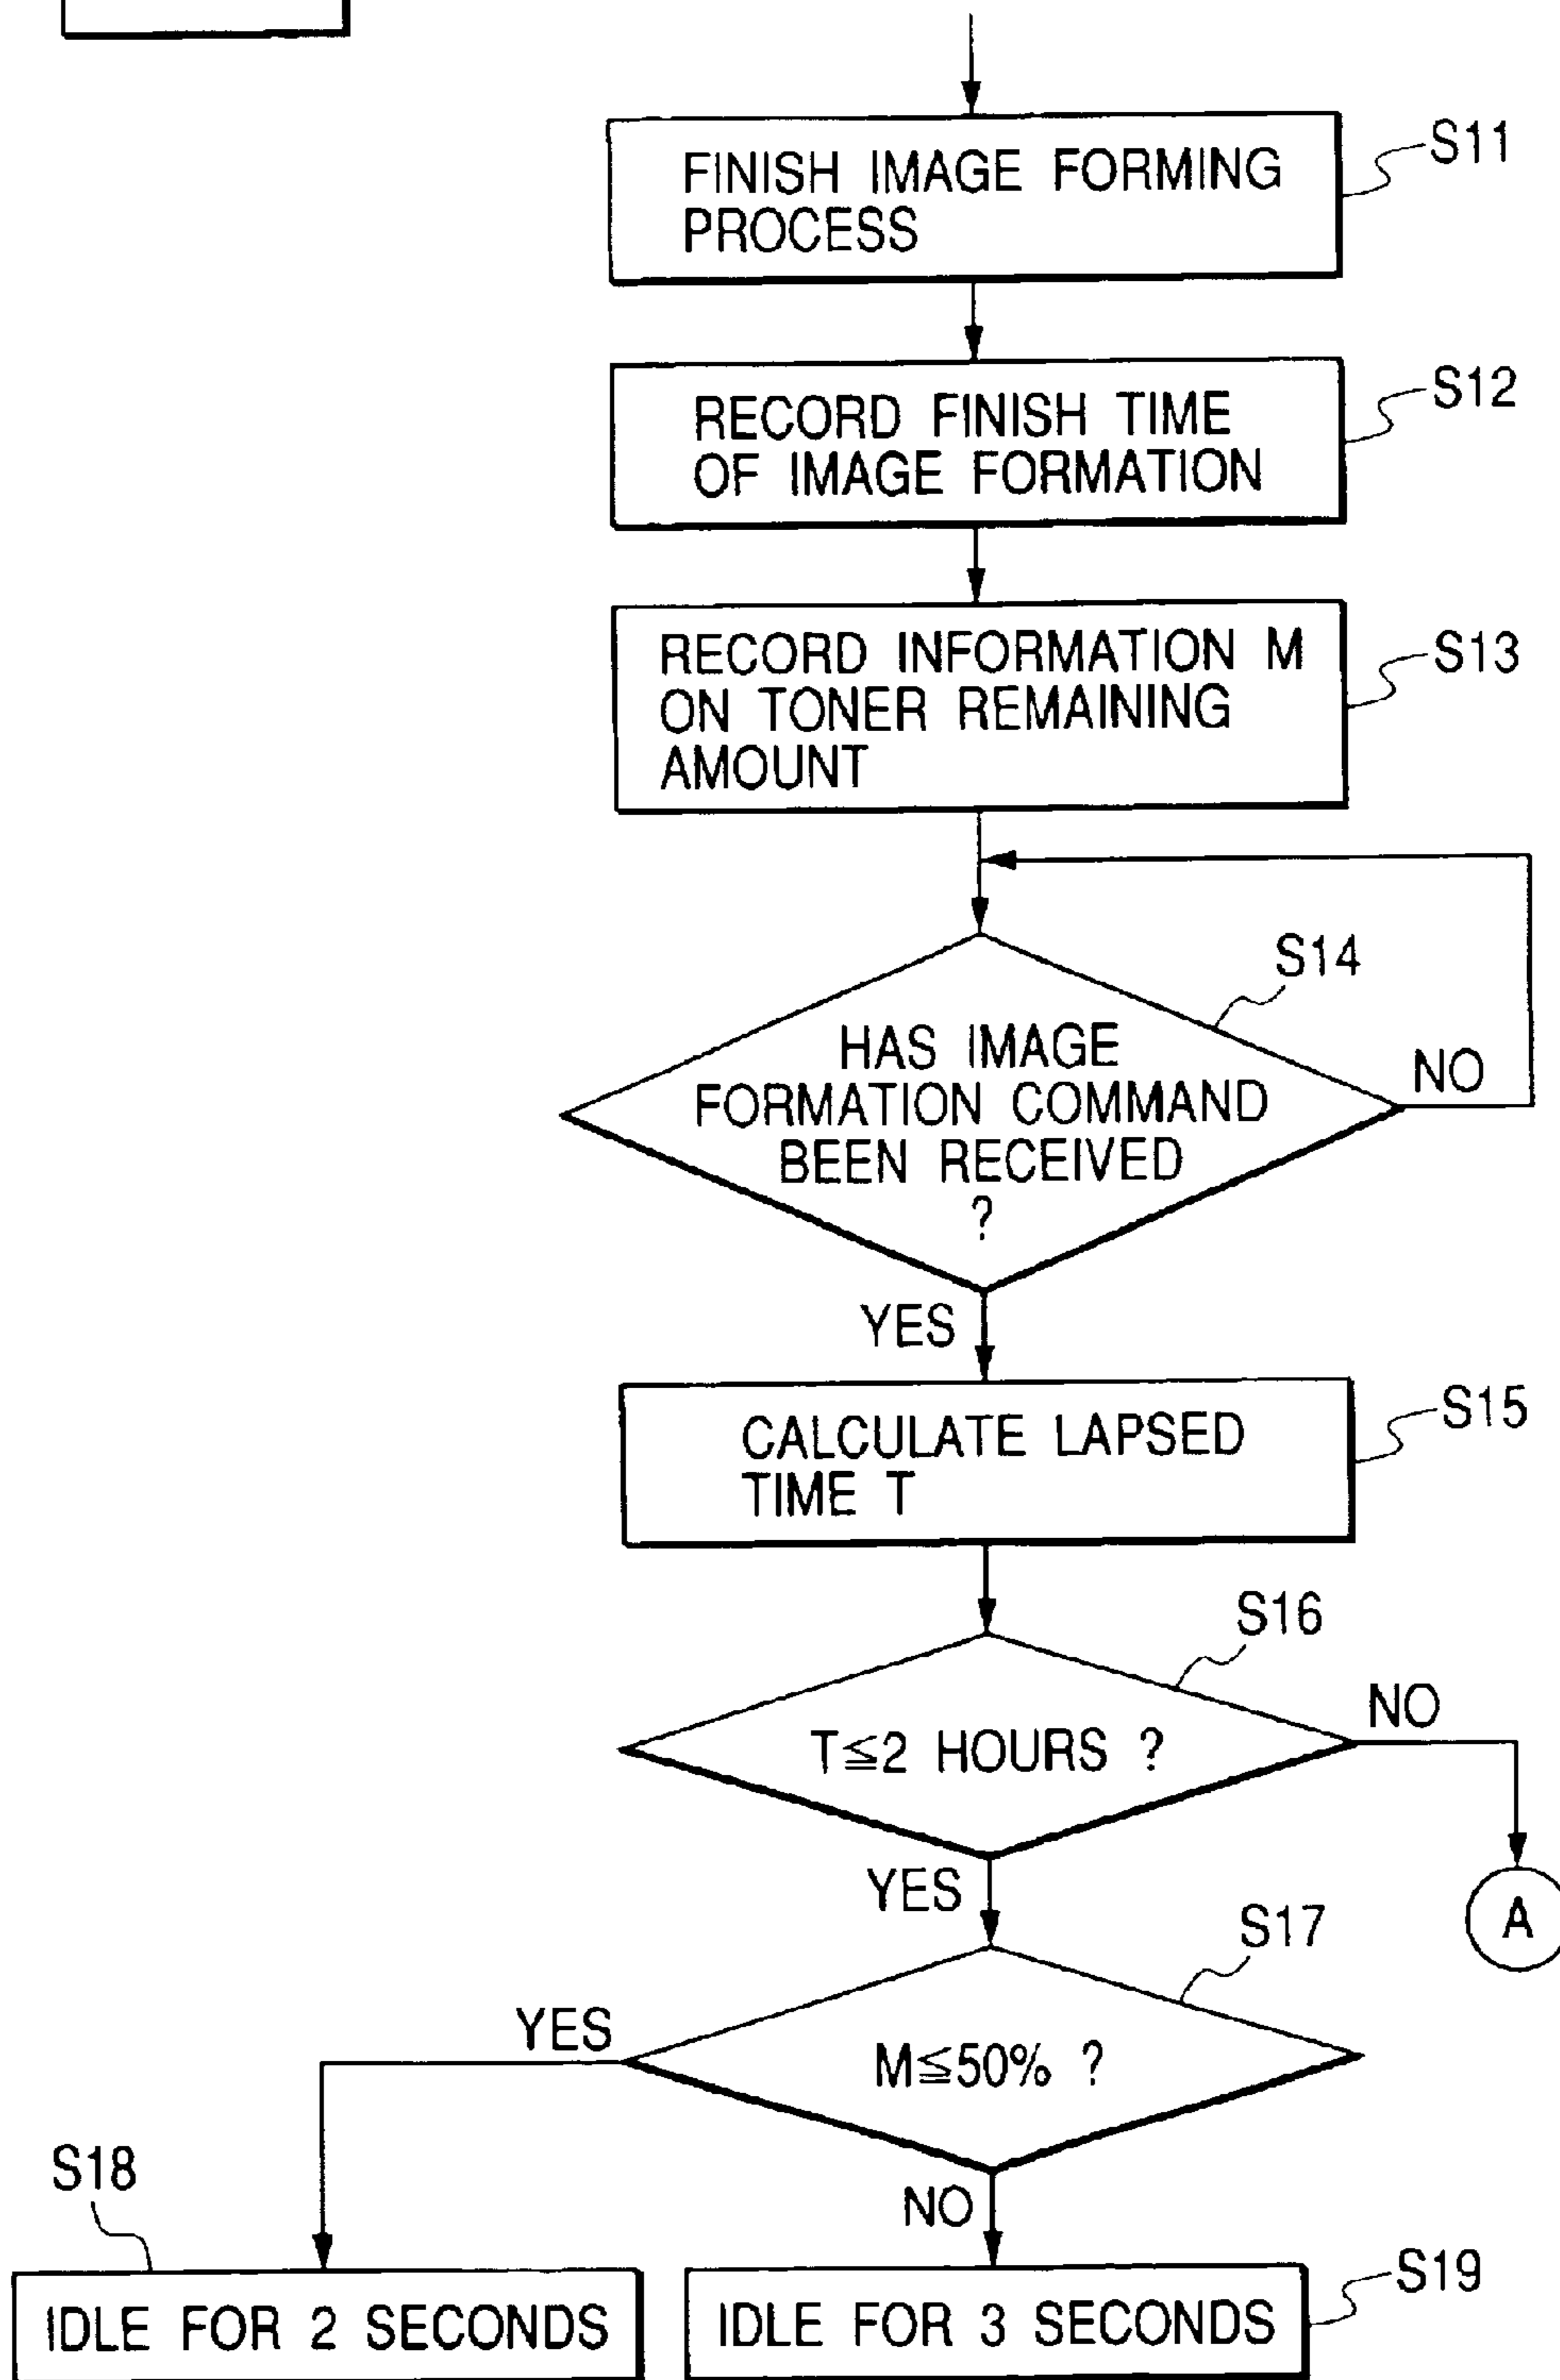 S11
FINISH IMAGE FORMING
PROCESS
S12
RECORD FINISH TIME
OF IMAGE FORMATION
S13
RECORD INFORMATION M
ON TONER REMAINING
AMOUNT
S14
HAS IMAGE
FORMATION COMMAND
BEEN RECEIVED
?
NO
YES
S15
CALCULATE LAPSED
TIME T
S16
T≦2 HOURS ?
NO
YES
A
S17
M≦50% ?
YES
NO
S18
IDLE FOR 2 SECONDS
S19
IDLE FOR 3 SECONDS